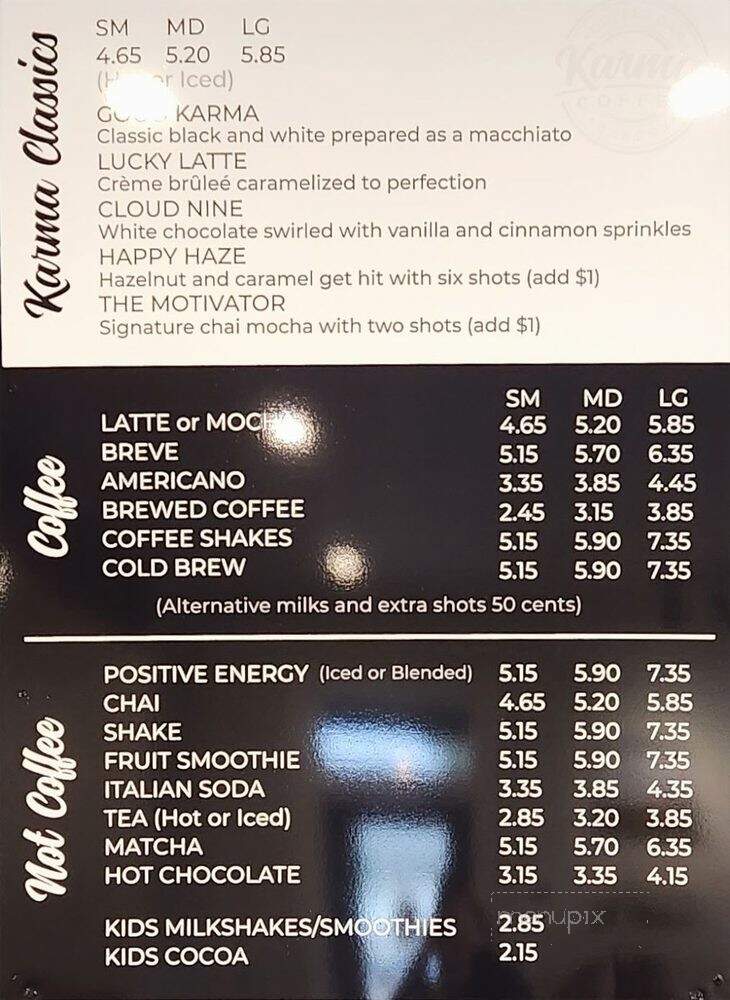 Karma Classics
SM MD LG
4.65 5.20 5.85
or Iced)
KARMA
Classic black and white prepared as a macchiato
LUCKY LATTE
Crème brûleé caramelized to perfection
CLOUD NINE
White chocolate swirled with vanilla and cinnamon sprinkles
HAPPY HAZE
Hazelnut and caramel get hit with six shots (add $1)
THE MOTIVATOR
Signature chai mocha with two shots (add $1)
Karma
COFFEE
Coffee
SM MD LG
LATTE or MOCHA 4.65 5.20 5.85
BREVE 5.15 5.70 6.35
AMERICANO 3.35 3.85 4.45
BREWED COFFEE 2.45 3.15 3.85
COFFEE SHAKES 5.15 5.90 7.35
COLD BREW 5.15 5.90 7.35
(Alternative milks and extra shots 50 cents)
Not Coffee
POSITIVE ENERGY (Iced or Blended) 5.15 5.90 7.35
CHAI 4.65 5.20 5.85
SHAKE 5.15 5.90 7.35
FRUIT SMOOTHIE 5.15 5.90 7.35
ITALIAN SODA 3.35 3.85 4.35
TEA (Hot or Iced) 2.85 3.20 3.85
MATCHA 5.15 5.70 6.35
HOT CHOCOLATE 3.15 3.35 4.15
KIDS MILKSHAKES/SMOOTHIES 2.85
KIDS COCOA 2.15
menupix